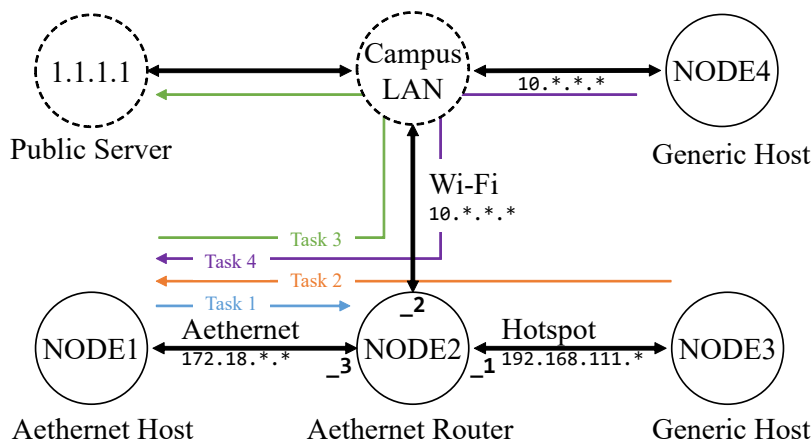 1.1.1.1
Campus
LAN
NODE4
10.*.*.*
Public Server
Generic Host
Wi-Fi
10.*.*.*
Task 3
Task 4
Task 2
Task 1
_2
Aethernet
Hotspot
NODE1
NODE2
NODE3
172.18.*.*
_3
_1
192.168.111.*
Aethernet Host
Aethernet Router
Generic Host